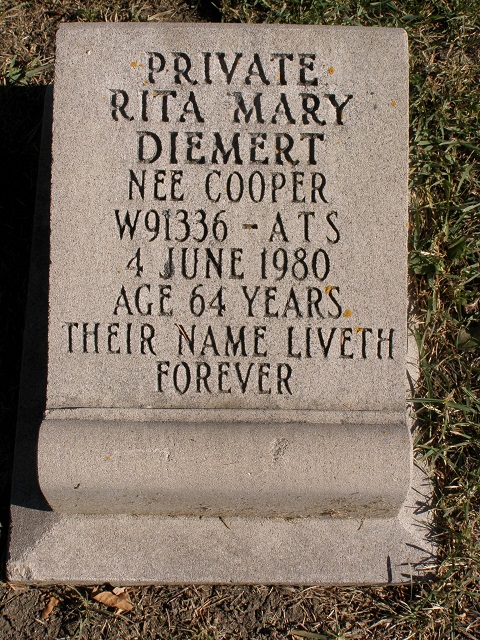 PRIVATE
RITA MARY
DIEMERT
NEE COOPER
W91336 - ATS
4 JUNE 1980
AGE 64 YEARS
THEIR NAME LIVETH
FOREVER